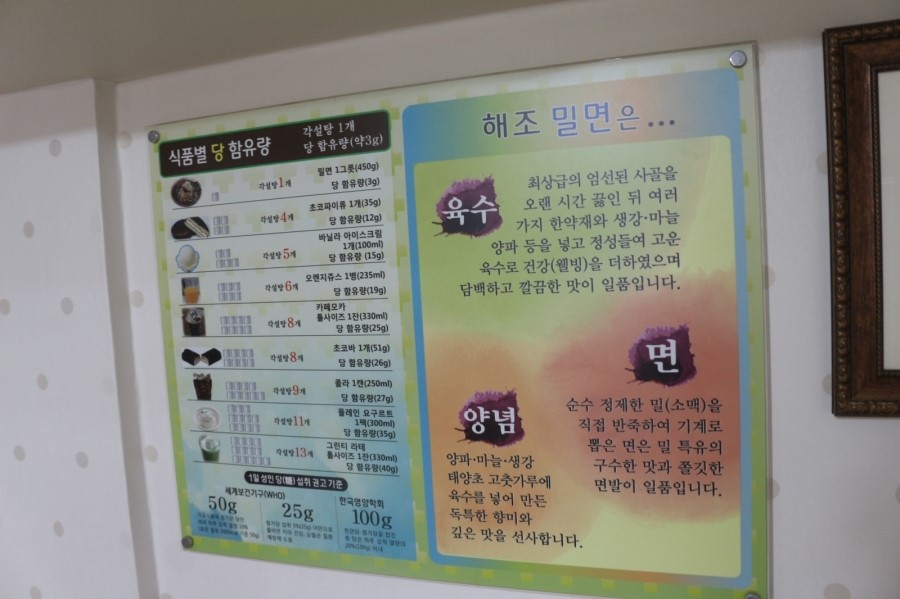 식품별 당 함유량
각설탕 1개
당 함유량(약3g)
각설탕1개
밀면 1그릇(450g)
당 함유량(3g)
각설탕4개
초코파이류 1개(35g)
당 함유량(12g)
각설탕5개
바닐라 아이스크림
1개(100ml)
당 함유량 (15g)
각설탕6개
오렌지쥬스 1병(235ml)
당 함유량(19g)
각설탕8개
카페모카
톨사이즈 1잔(330ml)
당 함유량(25g)
각설탕8개
초코바 1개(51g)
당 함유량(26g)
각설탕9개
콜라 1캔(250ml)
당 함유량(27g)
각설탕11개
플레인 요구르트
1팩(300ml)
당 함유량(35g)
각설탕13개
그린티 라떼
톨사이즈 1잔(330ml)
당 함유량(40g)
1일 성인 당(糖) 섭취 권고 기준
세계보건기구(WHO)
50g
25g
한국영양학회
100g
해조 밀면은...
육수
최상급의 엄선된 사골을
오랜 시간 끓인 뒤 여러
가지 한약재와 생강·마늘
양파 등을 넣고 정성들여 고운
육수로 건강(웰빙)을 더하였으며
담백하고 깔끔한 맛이 일품입니다.
면
순수 정제한 밀(소맥)을
직접 반죽하여 기계로
뽑은 면은 밀 특유의
구수한 맛과 쫄깃한
면발이 일품입니다.
양념
양파·마늘·생강
태양초 고춧가루에
육수를 넣어 만든
독특한 향미와
깊은 맛을 선사합니다.